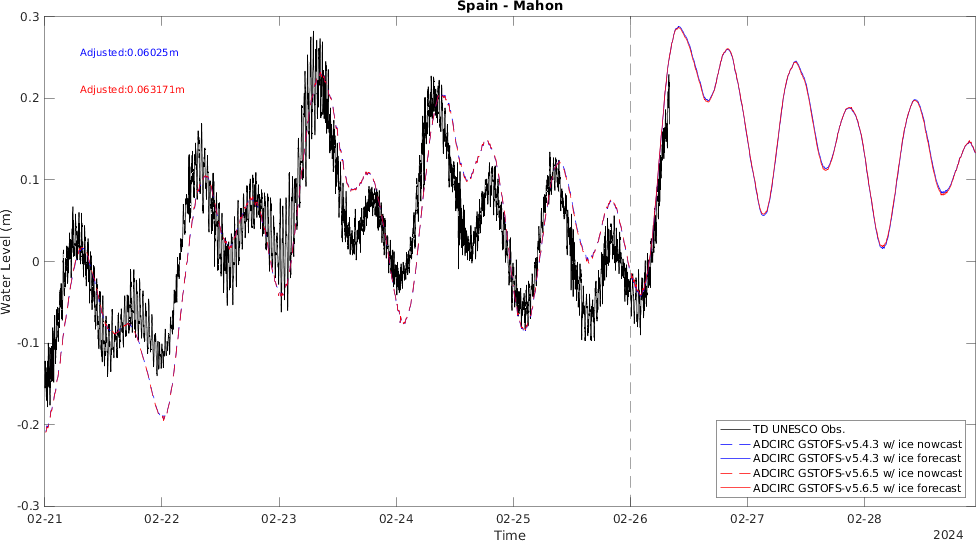 Spain - Mahon
Adjusted:0.06025m
Adjusted:0.063171m
0.3
0.2
0.1
0
-0.1
-0.2
-0.3
Water Level (m)
TD UNESCO Obs.
ADCIRC GSTOFS-v5.4.3 w/ ice nowcast
ADCIRC GSTOFS-v5.4.3 w/ ice forecast
ADCIRC GSTOFS-v5.6.5 w/ ice nowcast
ADCIRC GSTOFS-v5.6.5 w/ ice forecast
02-21 02-22 02-23 02-24 02-25 02-26 02-27 02-28
Time
2024